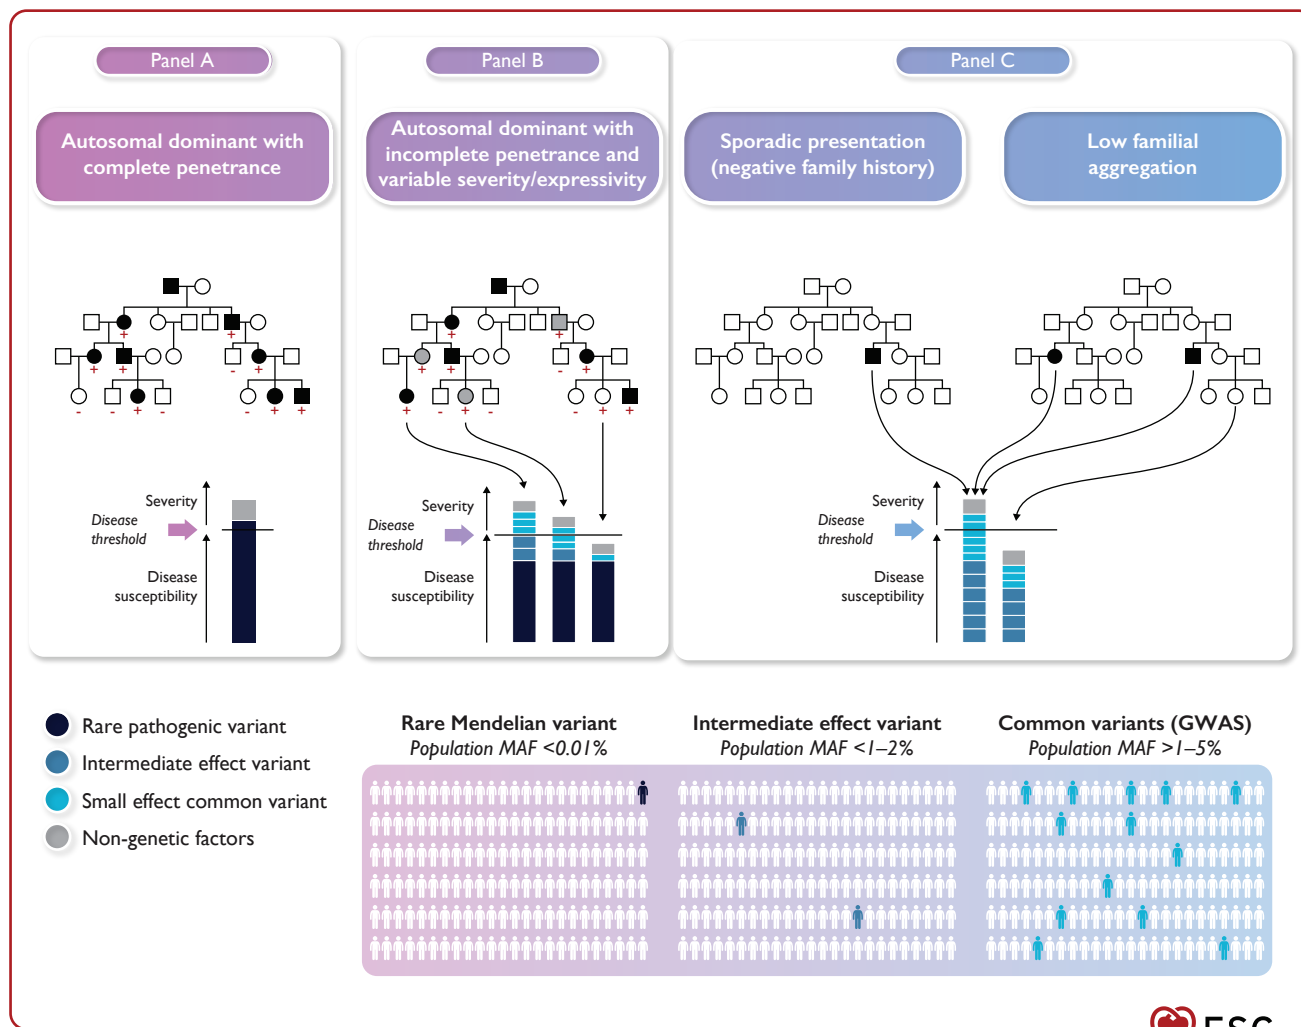 Panel A
Panel B
Panel C
Autosomal dominant with
complete penetrance
Autosomal dominant with
incomplete penetrance and
variable severity/expressivity
Sporadic presentation
(negative family history)
Low familial
aggregation
+ +
+ + - +
- - + - - + +
+
+ + - +
+ - + - - + +
Severity
Disease
threshold
Disease
susceptibility
Severity
Disease
threshold
Disease
susceptibility
Severity
Disease
threshold
Disease
susceptibility
Rare pathogenic variant
Intermediate effect variant
Small effect common variant
Non-genetic factors
Rare Mendelian variant
Population MAF <0.01%
Intermediate effect variant
Population MAF <1–2%
Common variants (GWAS)
Population MAF >1–5%